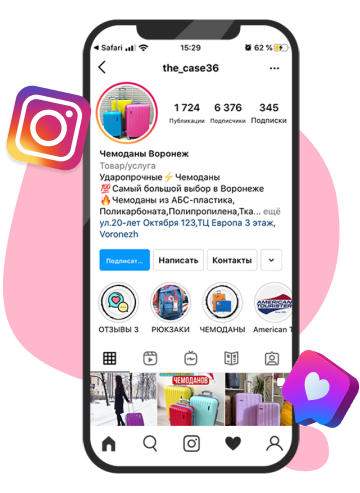 Safari
15:29
62 %
the_case36
1 724 6 376 345
Публикации Подписчики Подписки
Чемоданы Воронеж
Товар/услуга
Ударопрочные⚡Чемоданы
💯Самый большой выбор в Воронеже
🔥Чемоданы из АБС-пластика,
Поликарбоната,Полипропилена,Тка... ещё
ул.20-лет Октября 123,ТЦ Европа 3 этаж,
Voronezh
Подписат... Написать Контакты
AMERICAN
TOURISTER
ОТЗЫВЫ 3 РЮКЗАКИ ЧЕМОДАНЫ American T
ЧЕМОДАНОВ